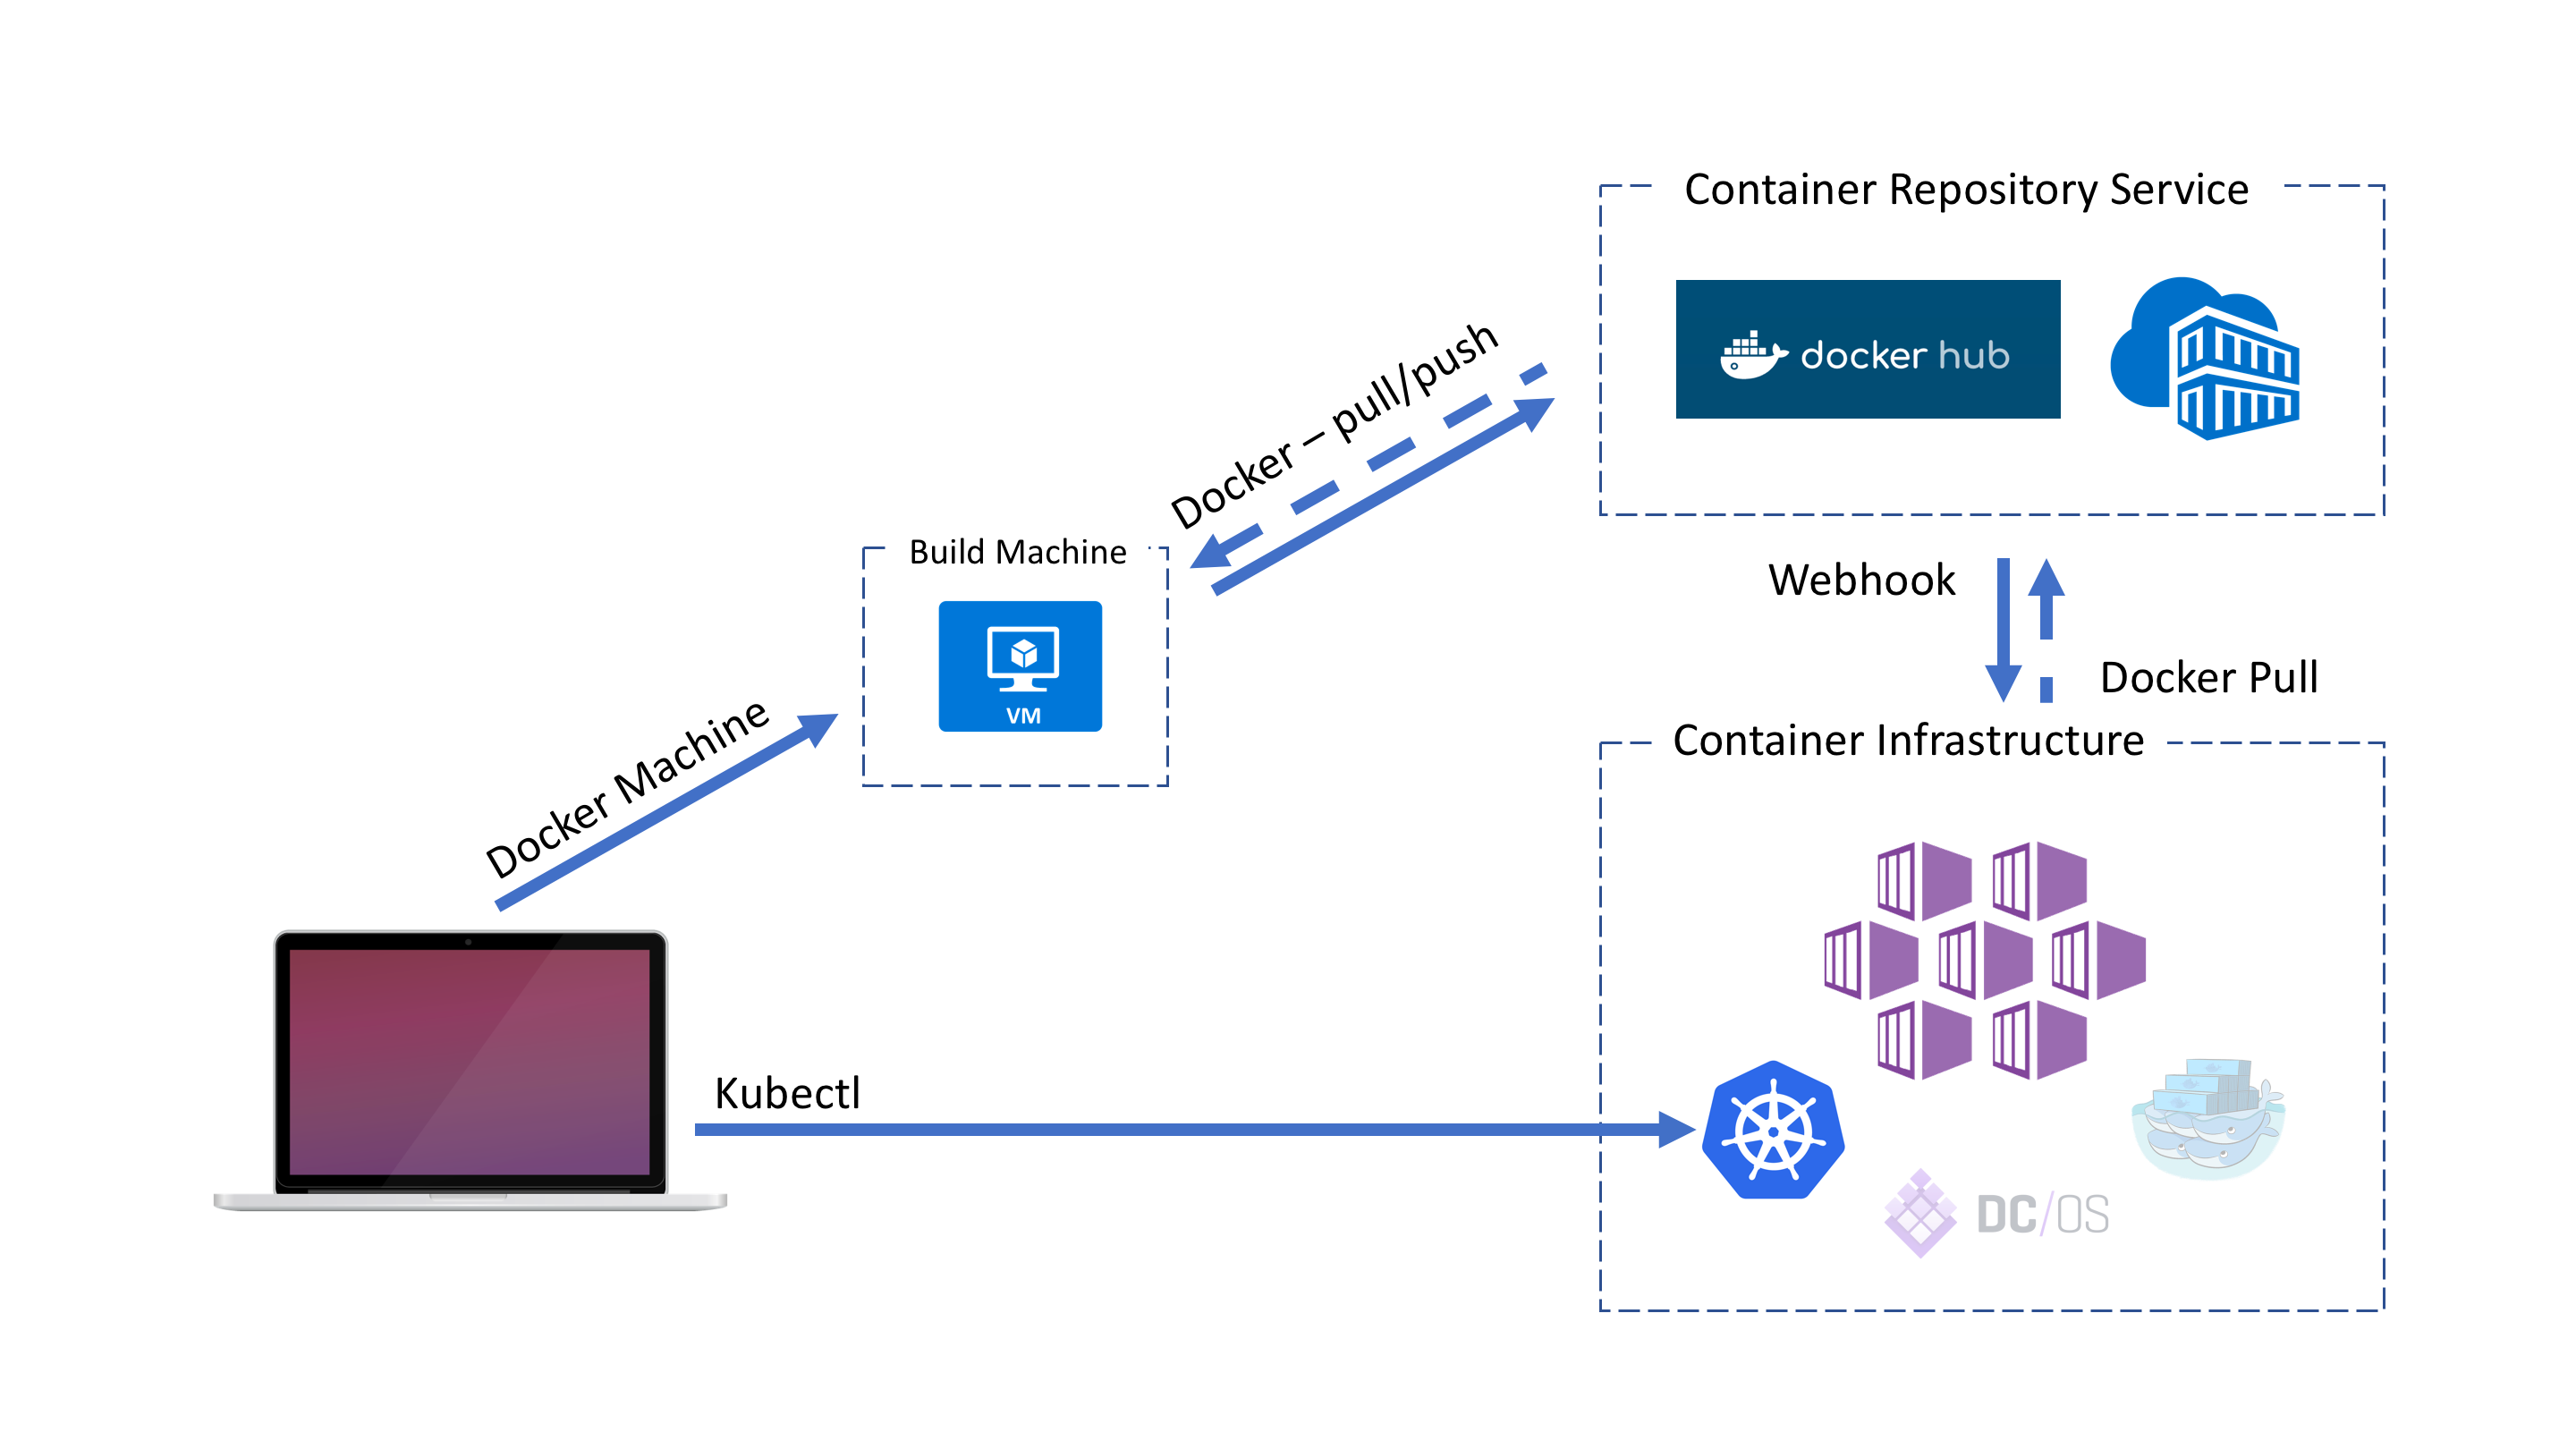 Container Repository Service
docker hub
Docker – pull/push
Build Machine
VM
Webhook
Docker Pull
Docker Machine
Container Infrastructure
Kubectl
DC/OS